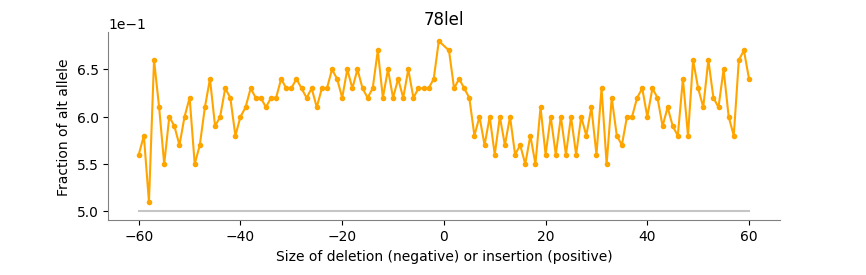 78lel
1e−1
6.5
6.0
5.5
5.0
Fraction of alt allele
−60 −40 −20 0 20 40 60
Size of deletion (negative) or insertion (positive)